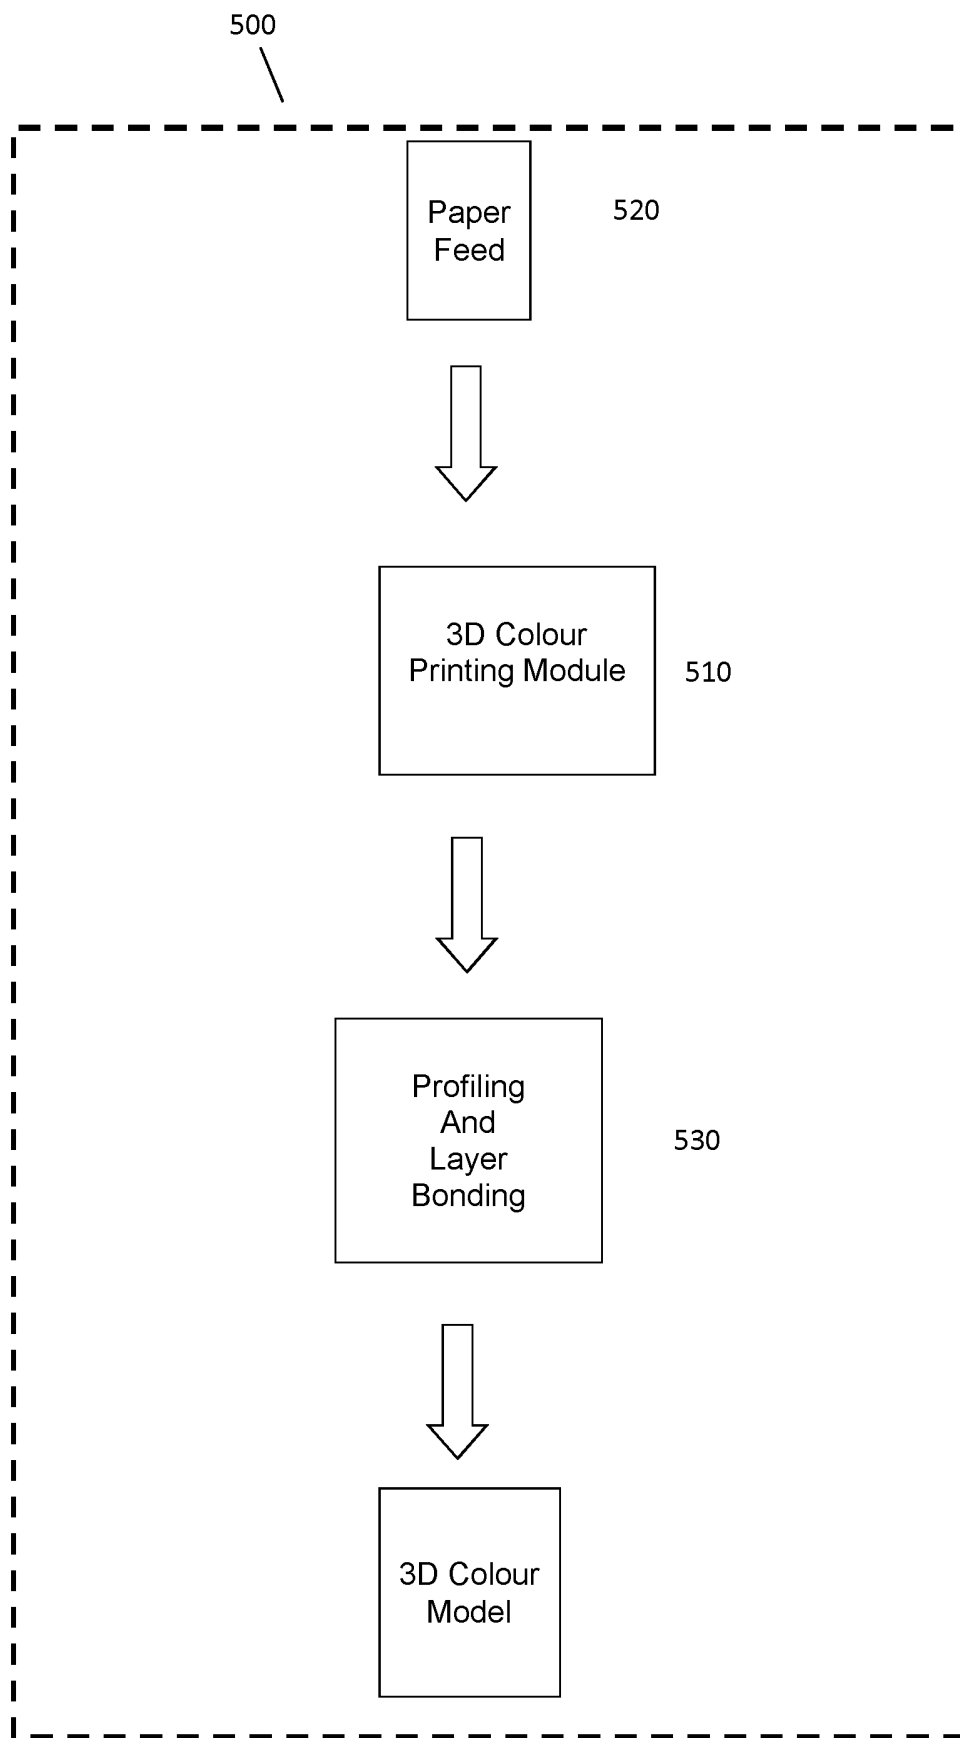 500
Paper
Feed
520
3D Colour
Printing Module
510
Profiling
And
Layer
Bonding
530
3D Colour
Model